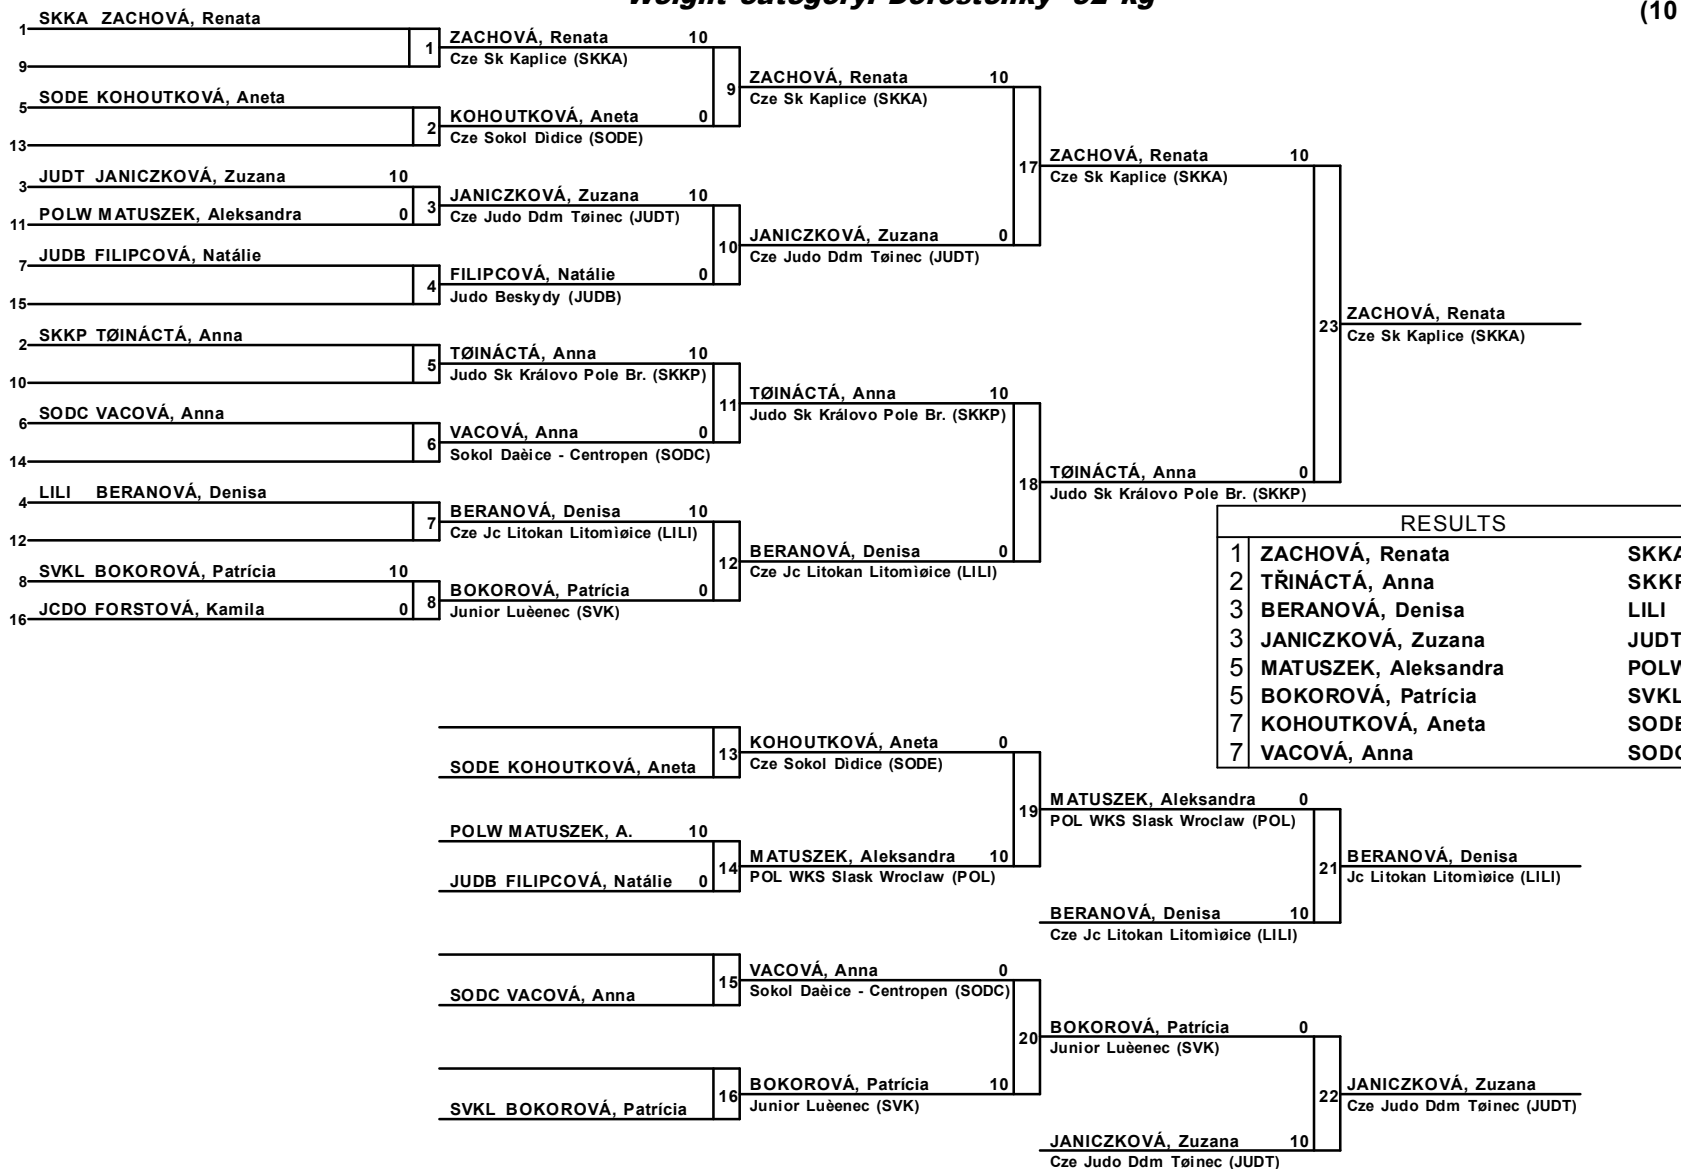 (10
1
SKKA ZACHOVÁ, Renata
9
1
ZACHOVÁ, Renata 10
Cze Sk Kaplice (SKKA)
5
SODE KOHOUTKOVÁ, Aneta
13
2
KOHOUTKOVÁ, Aneta 0
Cze Sokol Dìdice (SODE)
9
ZACHOVÁ, Renata 10
Cze Sk Kaplice (SKKA)
3
JUDT JANICZKOVÁ, Zuzana 10
11
POLW MATUSZEK, Aleksandra 0
3
JANICZKOVÁ, Zuzana 10
Cze Judo Ddm Tøinec (JUDT)
7
JUDB FILIPCOVÁ, Natálie
15
4
FILIPCOVÁ, Natálie 0
Judo Beskydy (JUDB)
10
JANICZKOVÁ, Zuzana 0
Cze Judo Ddm Tøinec (JUDT)
17
ZACHOVÁ, Renata 10
Cze Sk Kaplice (SKKA)
2
SKKP TØINÁCTÁ, Anna
10
5
TØINÁCTÁ, Anna 10
Judo Sk Královo Pole Br. (SKKP)
6
SODC VACOVÁ, Anna
14
6
VACOVÁ, Anna 0
Sokol Daèice - Centropen (SODC)
11
TØINÁCTÁ, Anna 10
Judo Sk Královo Pole Br. (SKKP)
4
LILI BERANOVÁ, Denisa
12
7
BERANOVÁ, Denisa 10
Cze Jc Litokan Litomìøice (LILI)
8
SVKL BOKOROVÁ, Patrícia 10
16
JCDO FORSTOVÁ, Kamila 0
8
BOKOROVÁ, Patrícia 0
Junior Luèenec (SVK)
12
BERANOVÁ, Denisa 0
Cze Jc Litokan Litomìøice (LILI)
18
TØINÁCTÁ, Anna 0
Judo Sk Královo Pole Br. (SKKP)
23
ZACHOVÁ, Renata
Cze Sk Kaplice (SKKA)
RESULTS
1 ZACHOVÁ, Renata SKKA
2 TŘINÁCTÁ, Anna SKKP
3 BERANOVÁ, Denisa LILI
3 JANICZKOVÁ, Zuzana JUDT
5 MATUSZEK, Aleksandra POLW
5 BOKOROVÁ, Patrícia SVKL
7 KOHOUTKOVÁ, Aneta SODE
7 VACOVÁ, Anna SODC
SODE KOHOUTKOVÁ, Aneta
13
KOHOUTKOVÁ, Aneta 0
Cze Sokol Dìdice (SODE)
POLW MATUSZEK, A. 10
JUDB FILIPCOVÁ, Natálie 0
14
MATUSZEK, Aleksandra 10
POL WKS Slask Wroclaw (POL)
19
MATUSZEK, Aleksandra 0
POL WKS Slask Wroclaw (POL)
BERANOVÁ, Denisa 10
Cze Jc Litokan Litomìøice (LILI)
21
BERANOVÁ, Denisa
Jc Litokan Litomìøice (LILI)
SODC VACOVÁ, Anna
15
VACOVÁ, Anna 0
Sokol Daèice - Centropen (SODC)
SVKL BOKOROVÁ, Patrícia
16
BOKOROVÁ, Patrícia 10
Junior Luèenec (SVK)
20
BOKOROVÁ, Patrícia 0
Junior Luèenec (SVK)
JANICZKOVÁ, Zuzana 10
Cze Judo Ddm Tøinec (JUDT)
22
JANICZKOVÁ, Zuzana
Cze Judo Ddm Tøinec (JUDT)